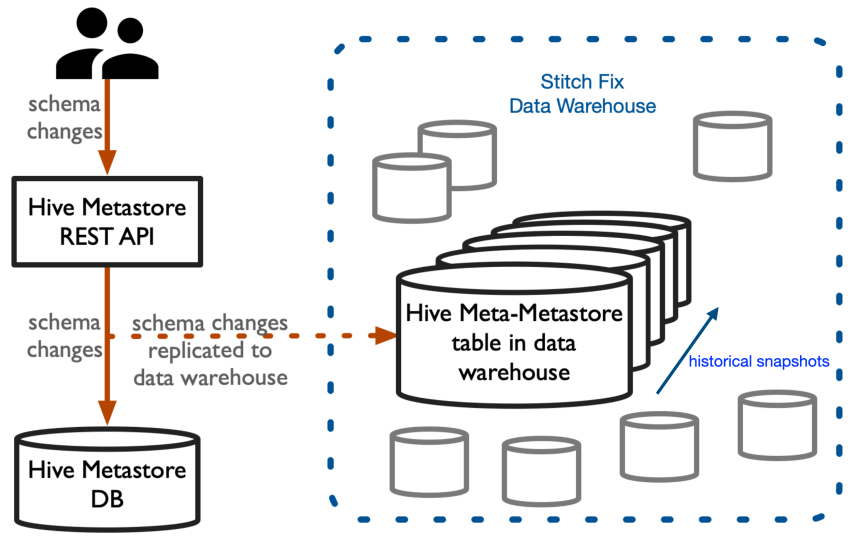 schema
changes
Hive Metastore
REST API
schema
changes
schema changes
replicated to
data warehouse
Hive Metastore
DB
Stitch Fix
Data Warehouse
Hive Meta-Metastore
table in data
warehouse
historical snapshots